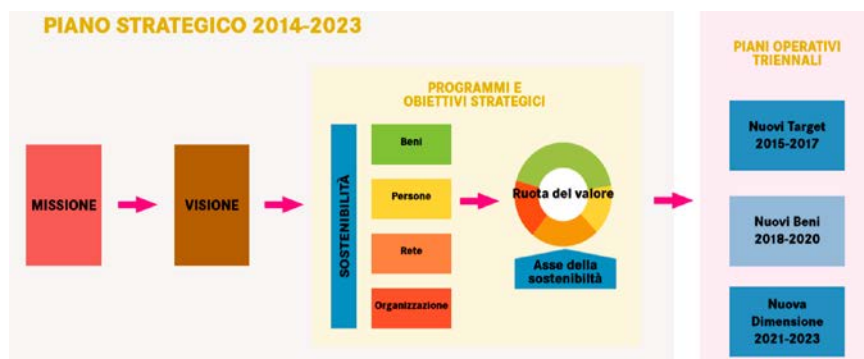 PIANO STRATEGICO 2014-2023
MISSIONE
VISIONE
PROGRAMMI E
OBIETTIVI STRATEGICI
SOSTENIBILITÀ
Beni
Persone
Rete
Organizzazione
Ruota del valore
Asse della
sostenibiltà
PIANI OPERATIVI
TRIENNALI
Nuovi Target
2015-2017
Nuovi Beni
2018-2020
Nuova
Dimensione
2021-2023